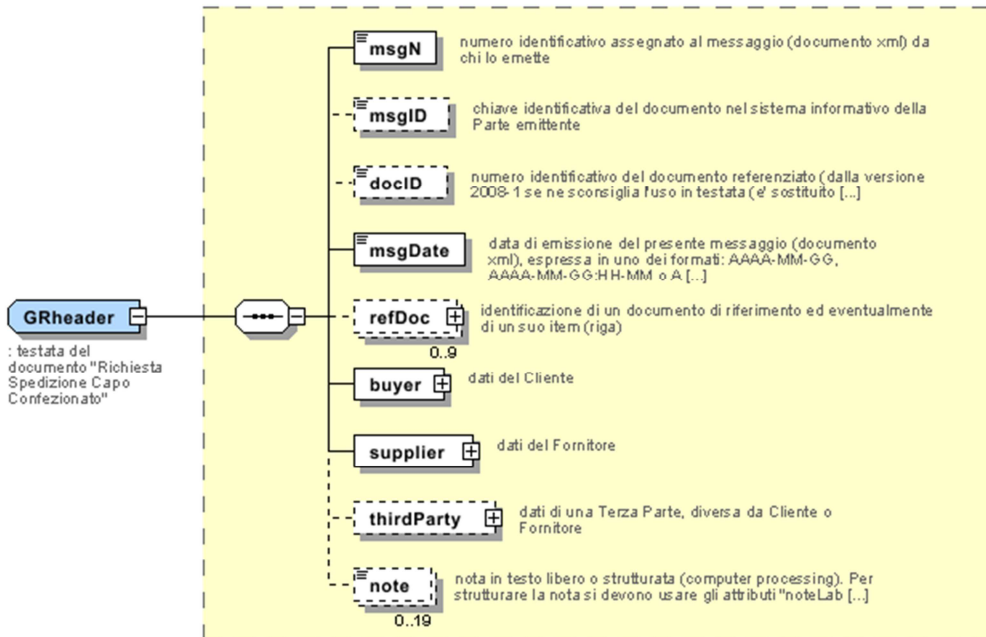 msgN
numero identificativo assegnato al messaggio (documento xml) da
chi lo emette
msgID
chiave identificativa del documento nel sistema informativo della
Parte emittente
docID
numero identificativo del documento referenziato (dalla versione
2008-1 se ne sconsiglia l'uso in testata (e' sostituito [...]
msgDate
data di emissione del presente messaggio (documento
xml), espressa in uno dei formati: AAAA-MM-GG,
AAAA-MM-GG:HH-MM o A [...]
GRheader
: testata del
documento "Richiesta
Spedizione Capo
Confezionato"
refDoc
0..9
identificazione di un documento di riferimento ed eventualmente
di un suo item (riga)
buyer
dati del Cliente
supplier
dati del Fornitore
thirdParty
dati di una Terza Parte, diversa da Cliente o
Fornitore
note
0..19
nota in testo libero o strutturata (computer processing). Per
strutturare la nota si devono usare gli attributi "noteLab [...]